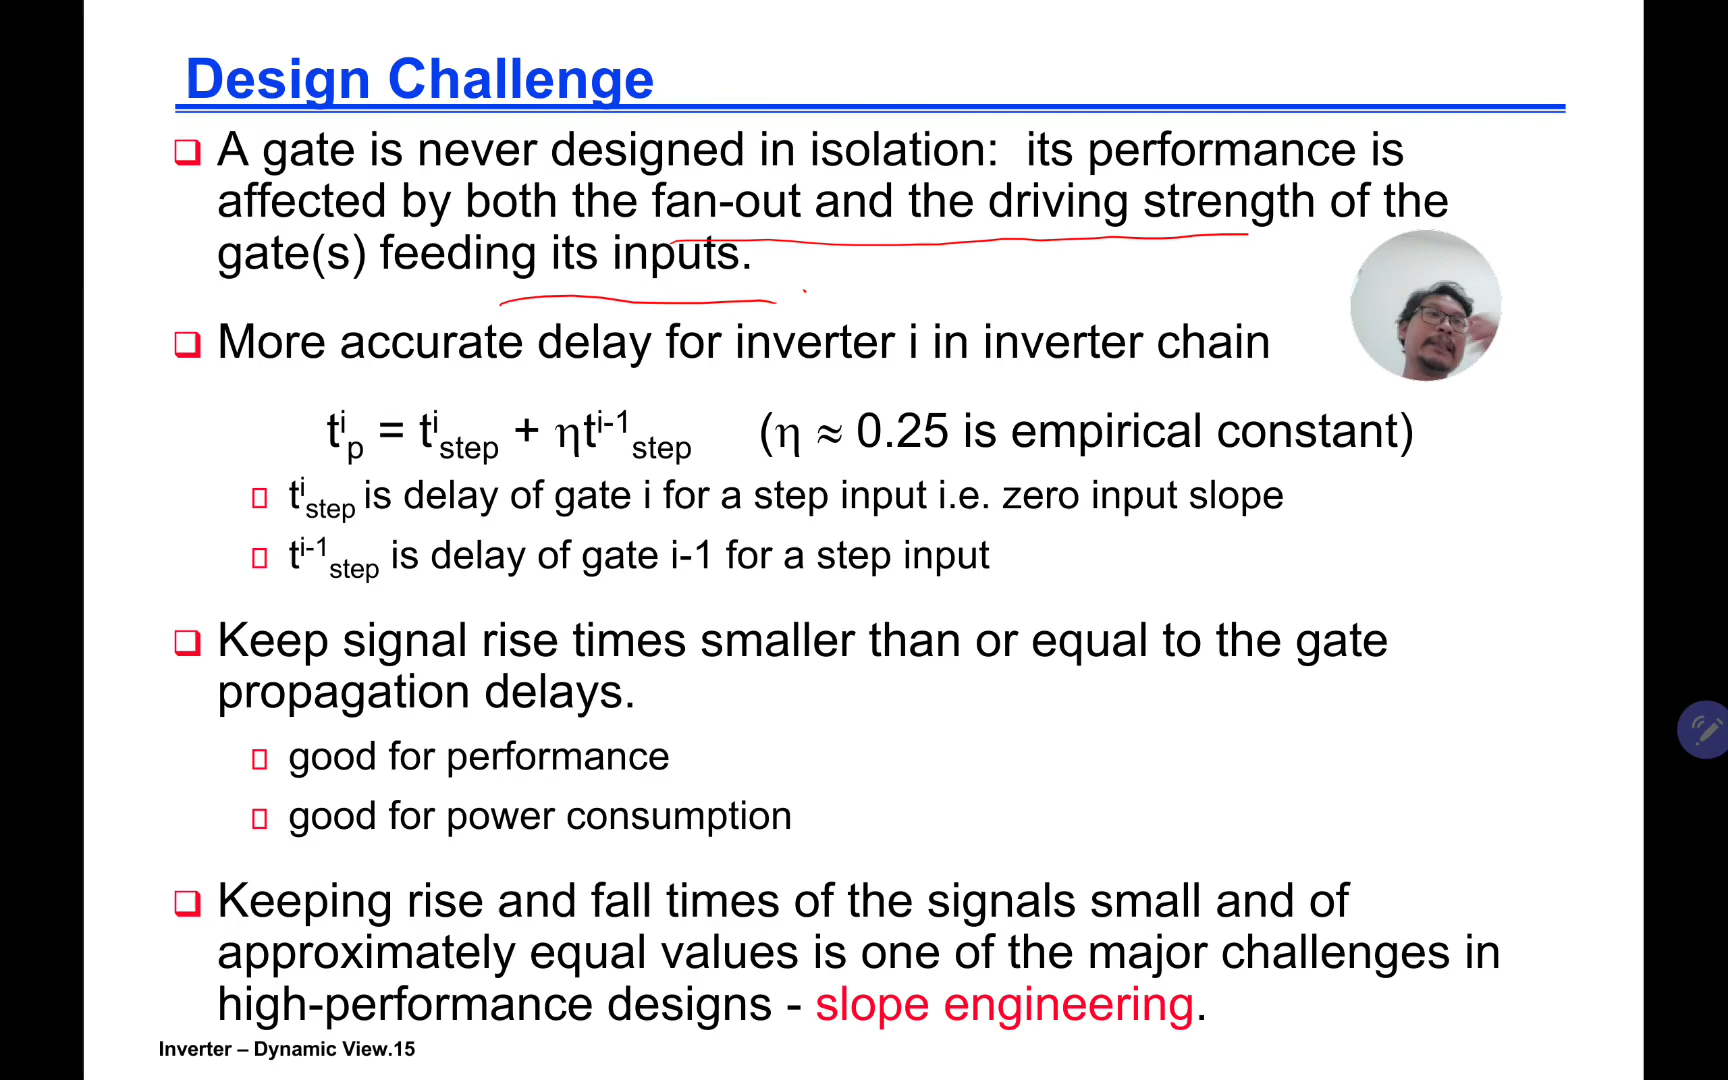 Design Challenge
❑ A gate is never designed in isolation:  its performance is
affected by both the fan-out and the driving strength of the
gate(s) feeding its inputs.
❑ More accurate delay for inverter i in inverter chain
tⁱp = tⁱstep + ηtⁱ⁻¹step (η ≈ 0.25 is empirical constant)
tⁱstep is delay of gate i for a step input i.e. zero input slope
tⁱ⁻¹step is delay of gate i-1 for a step input
❑ Keep signal rise times smaller than or equal to the gate
propagation delays.
good for performance
good for power consumption
❑ Keeping rise and fall times of the signals small and of
approximately equal values is one of the major challenges in
high-performance designs - slope engineering.
Inverter – Dynamic View.15